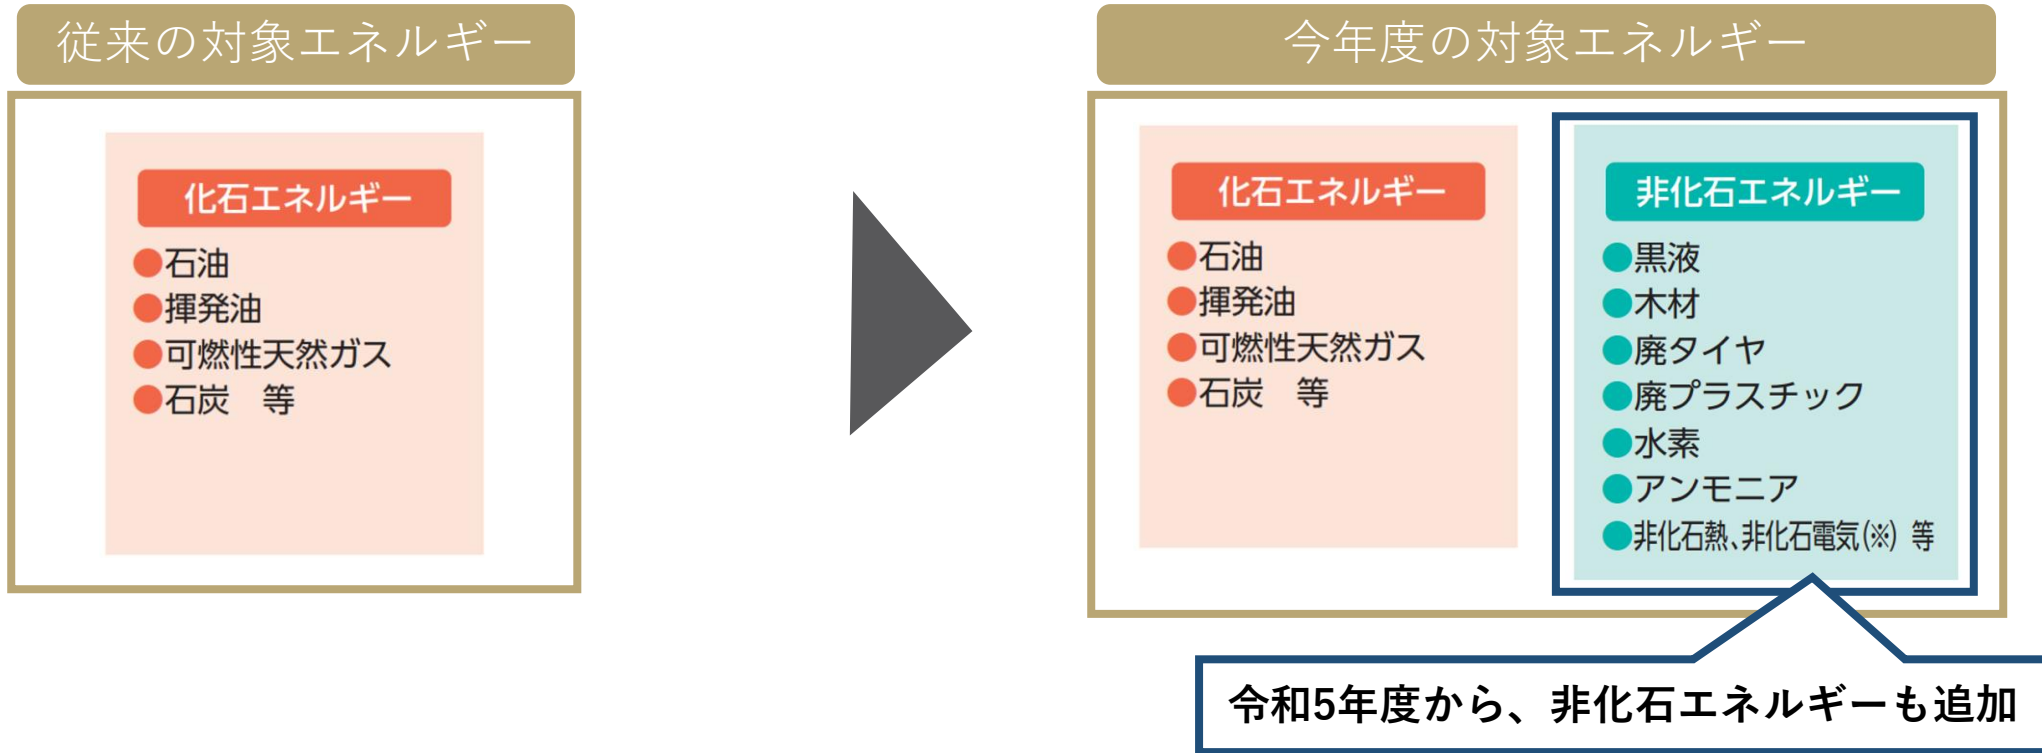 従来の対象エネルギー
化石エネルギー
●石油
●揮発油
●可燃性天然ガス
●石炭　等
今年度の対象エネルギー
化石エネルギー
●石油
●揮発油
●可燃性天然ガス
●石炭　等
非化石エネルギー
●黒液
●木材
●廃タイヤ
●廃プラスチック
●水素
●アンモニア
●非化石熱、非化石電気(※) 等
令和5年度から、非化石エネルギーも追加